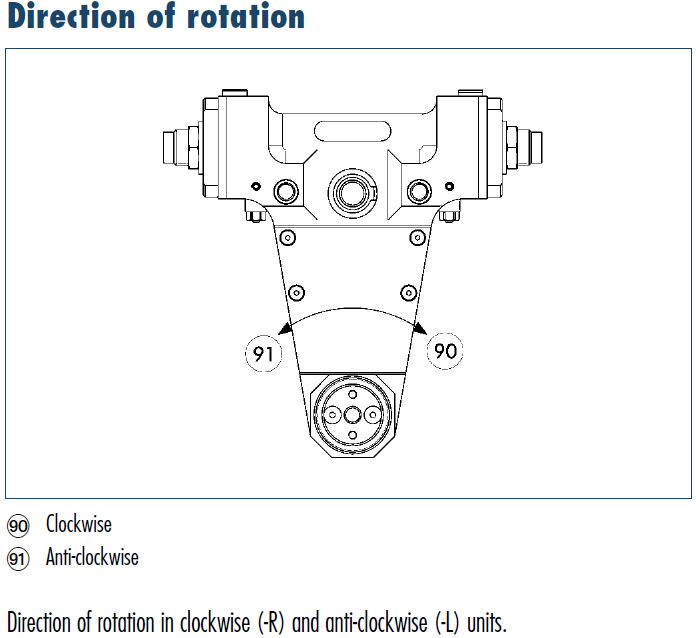 Direction of rotation
91
90
90 Clockwise
91 Anti-clockwise
Direction of rotation in clockwise (-R) and anti-clockwise (-L) units.